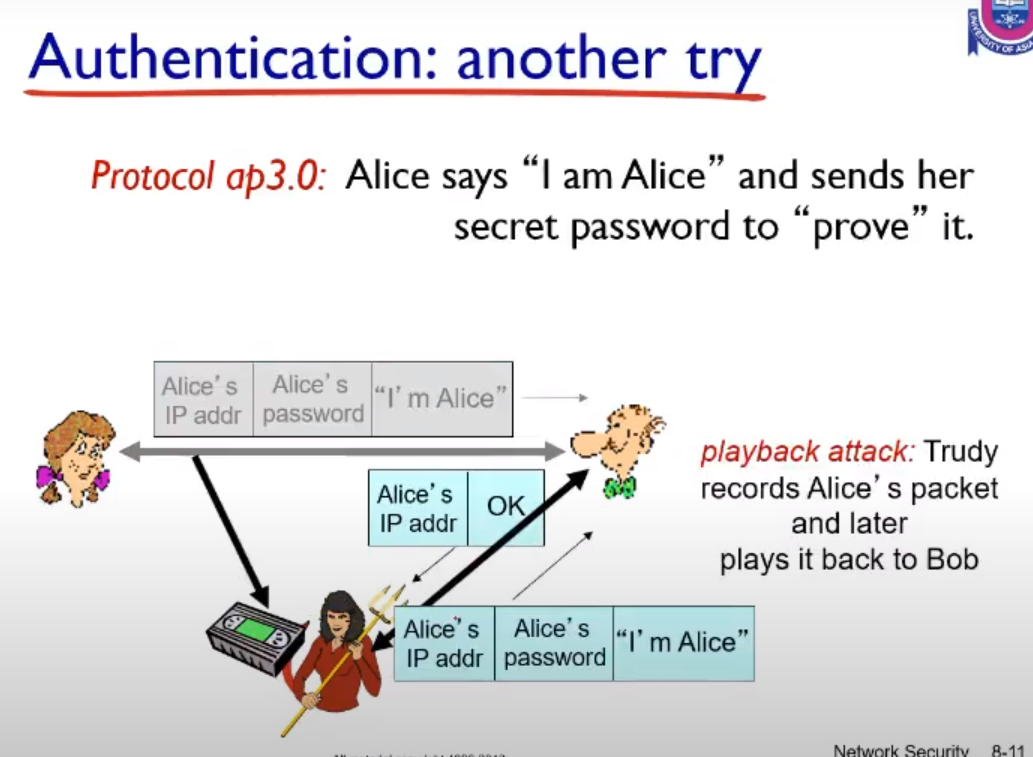 UNIVERSITY OF ASIA
Authentication: another try
Protocol ap3.0: Alice says “I am Alice” and sends her
secret password to “prove” it.
Alice’s
IP addr
Alice’s
password
“I’m Alice”
Alice’s
IP addr
OK
playback attack: Trudy
records Alice’s packet
and later
plays it back to Bob
Alice’s
IP addr
Alice’s
password
“I’m Alice”
Network Security 8-11